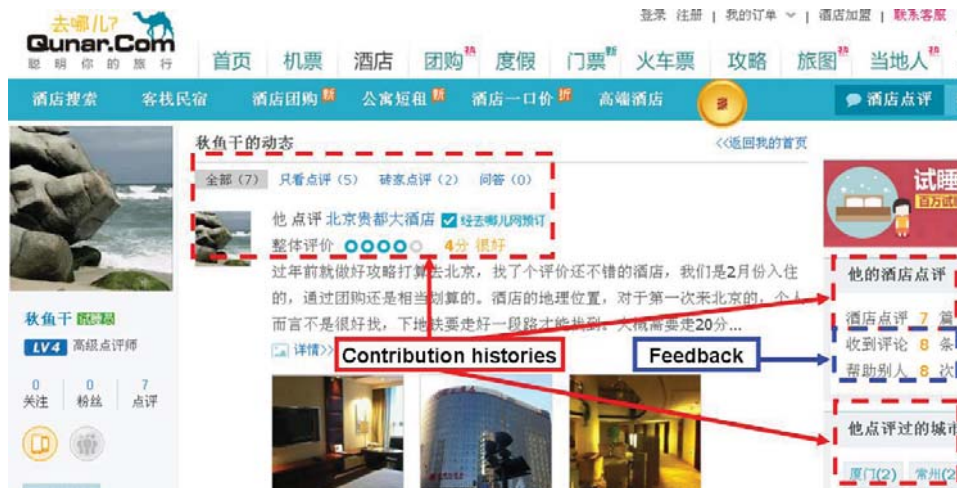 登录 注册 | 我的订单 | 酒店加盟 | 联系客服
去哪儿?
Qunar.Com
聪明你的旅行
首页 机票 酒店 团购 热 度假 门票 新 火车票 攻略 旅图 热 当地人 热
酒店搜索 客栈民宿 酒店团购 新 公寓短租 新 酒店一口价 折 高端酒店 酒店点评
秋鱼干的动态 <<返回我的首页
全部 (7) 只看点评 (5) 砖家点评 (2) 问答 (0)
试睡
百万
他 点评 北京贵都大酒店 经去哪儿网预订
整体评价 4分 很好
过年前就做好攻略打算去北京，找了个评价还不错的酒店，我们是2月份入住
的，通过团购还是相当划算的。酒店的地理位置，对于第一次来北京的，个人
而言不是很好找，下地铁要走好一段路才能找到。大概需要走20分...
详情>>
Contribution histories
Feedback
他的酒店点评
酒店点评 7 篇
收到评论 8 条
帮助别人 8 次
秋鱼干 试睡员
LV4 高级点评师
0 0 7
关注 粉丝 点评
他点评过的城市
厦门(2) 常州(2